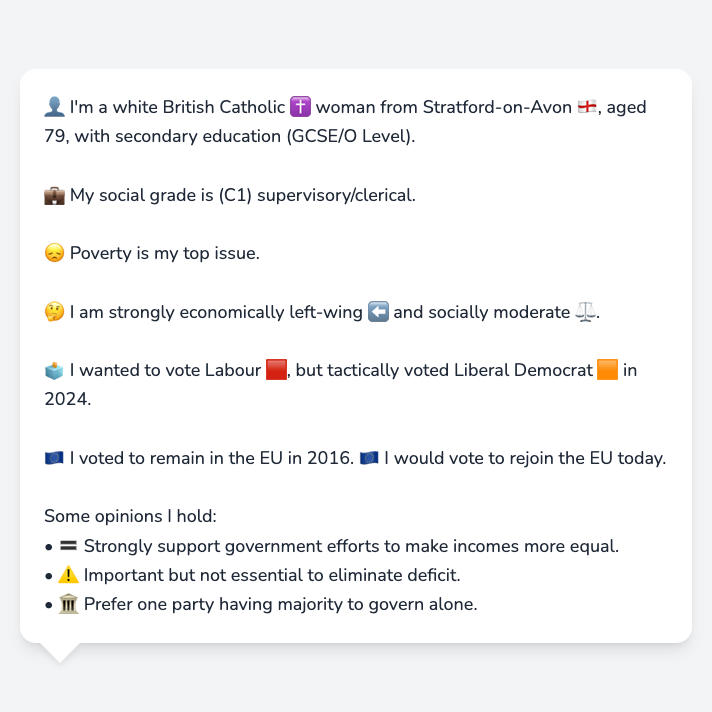 👤 I'm a white British Catholic ✝️ woman from Stratford-on-Avon 🏴󠁧󠁢󠁥󠁮󠁧󠁿, aged
79, with secondary education (GCSE/O Level).
💼 My social grade is (C1) supervisory/clerical.
😞 Poverty is my top issue.
🤔 I am strongly economically left-wing ⬅️ and socially moderate ⚖️.
🗳️ I wanted to vote Labour 🟥, but tactically voted Liberal Democrat 🟧 in
2024.
🇪🇺 I voted to remain in the EU in 2016. 🇪🇺 I would vote to rejoin the EU today.
Some opinions I hold:
• 🟰 Strongly support government efforts to make incomes more equal.
• ⚠️ Important but not essential to eliminate deficit.
• 🏛️ Prefer one party having majority to govern alone.